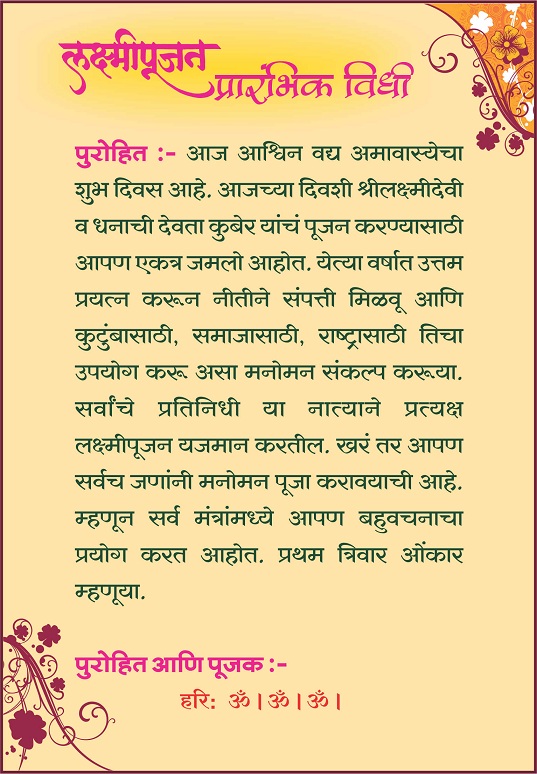 लक्ष्मीपूजन
प्रारंभिक विधी
पुरोहित :- आज आश्विन वद्य अमावास्येचा
शुभ दिवस आहे. आजच्या दिवशी श्रीलक्ष्मीदेवी
व धनाची देवता कुबेर यांचं पूजन करण्यासाठी
आपण एकत्र जमलो आहोत. येत्या वर्षात उत्तम
प्रयत्न करून नीतीने संपत्ती मिळवू आणि
कुटुंबासाठी, समाजासाठी, राष्ट्रासाठी तिचा
उपयोग करू असा मनोमन संकल्प करूया.
सर्वांचे प्रतिनिधी या नात्याने प्रत्यक्ष
लक्ष्मीपूजन यजमान करतील. खरं तर आपण
सर्वच जणांनी मनोमन पूजा करावयाची आहे.
म्हणून सर्व मंत्रांमध्ये आपण बहुवचनाचा
प्रयोग करत आहोत. प्रथम त्रिवार ओंकार
म्हणूया.
पुरोहित आणि पूजक :-
हरि: ॐ । ॐ । ॐ ।